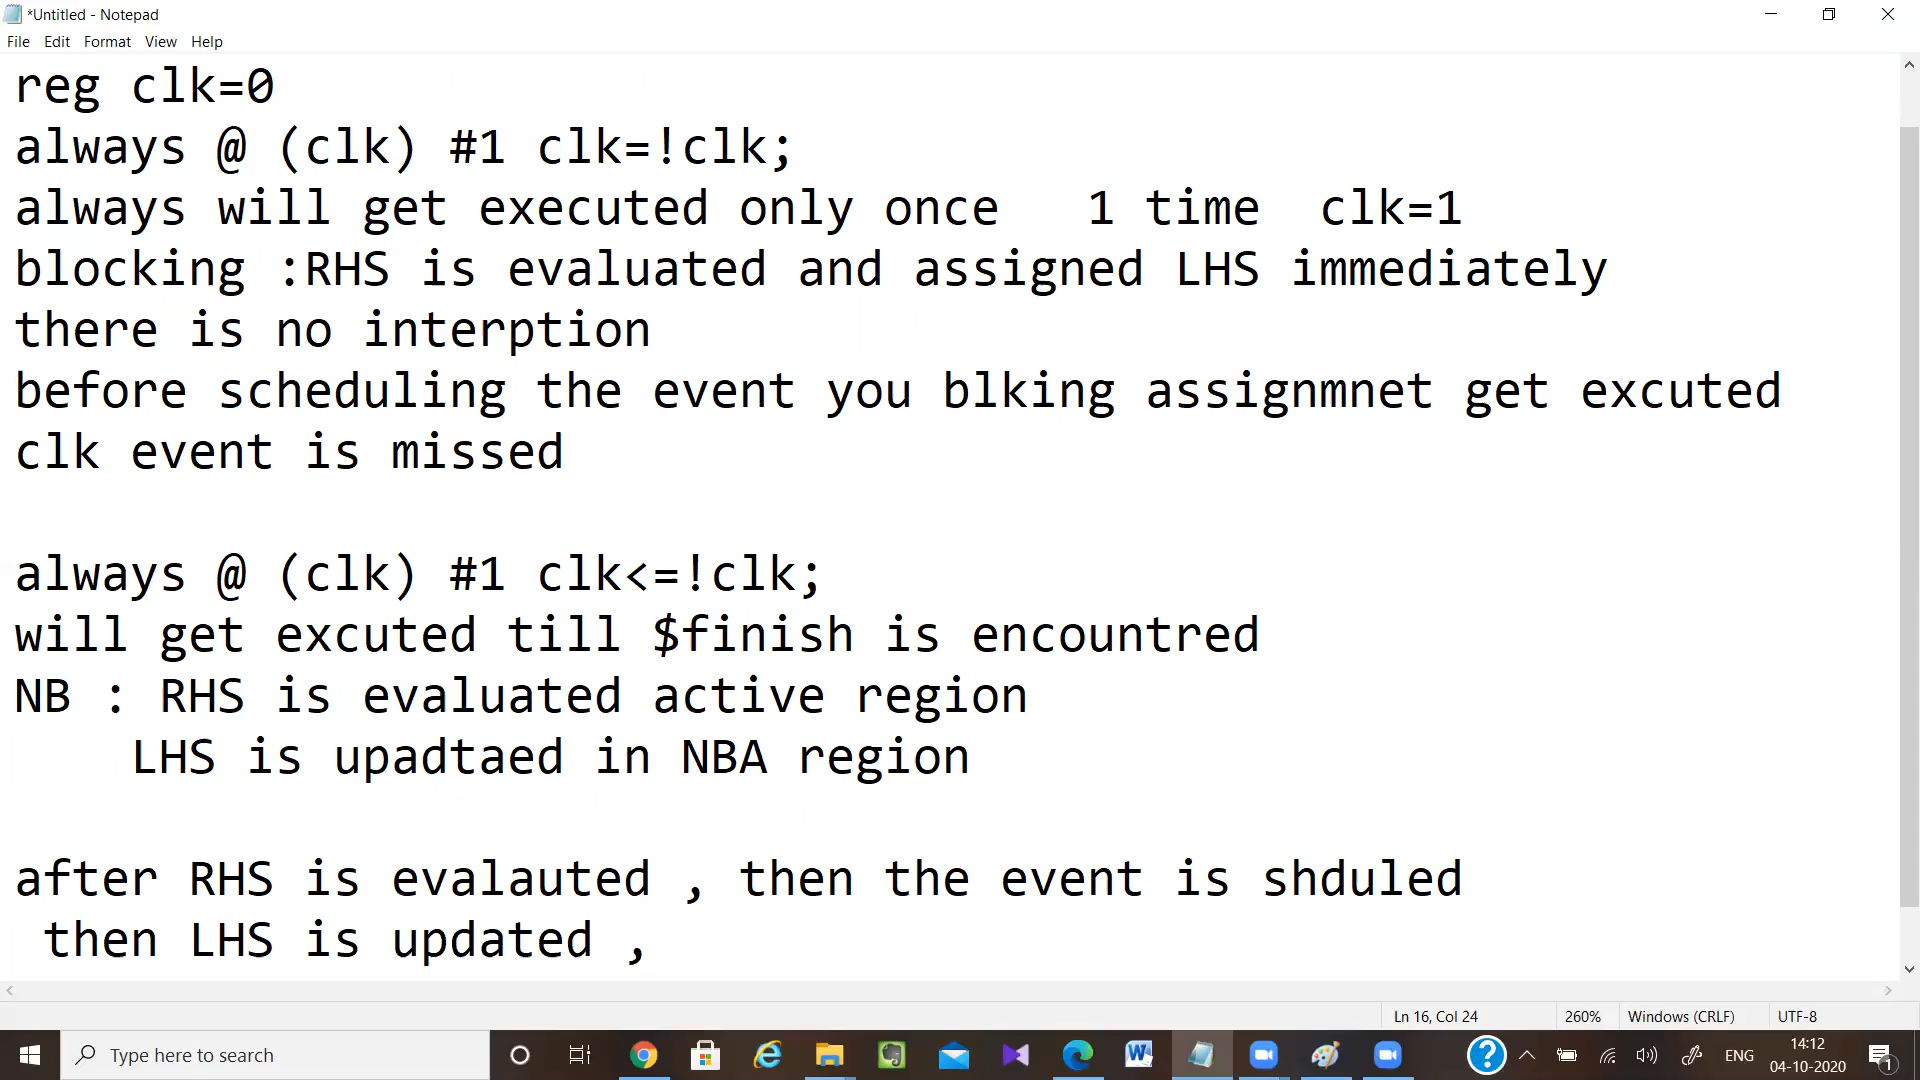 *Untitled - Notepad
File Edit Format View Help
reg clk=0
always @ (clk) #1 clk=!clk;
always will get executed only once   1 time  clk=1
blocking :RHS is evaluated and assigned LHS immediately
there is no interption
before scheduling the event you blking assignmnet get excuted
clk event is missed
always @ (clk) #1 clk<=!clk;
will get excuted till $finish is encountred
NB : RHS is evaluated active region
LHS is upadtaed in NBA region
after RHS is evalauted , then the event is shduled
then LHS is updated ,
Ln 16, Col 24 260% Windows (CRLF) UTF-8
Type here to search
ENG
14:12
04-10-2020
1